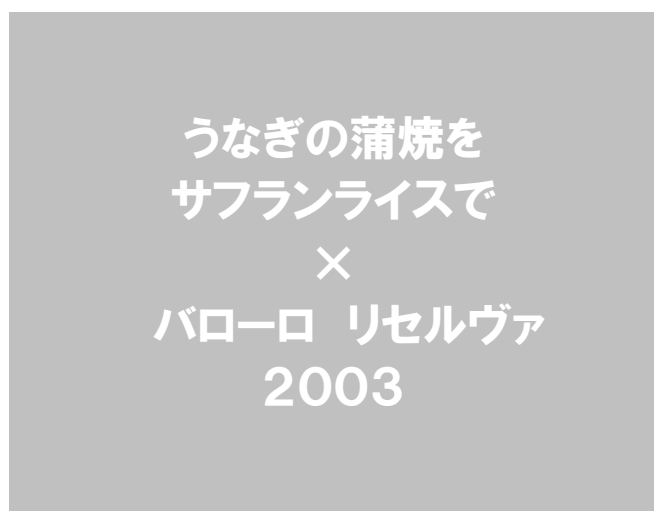 うなぎの蒲焼を
サフランライスで
×
バローロ　リセルヴァ
２００３